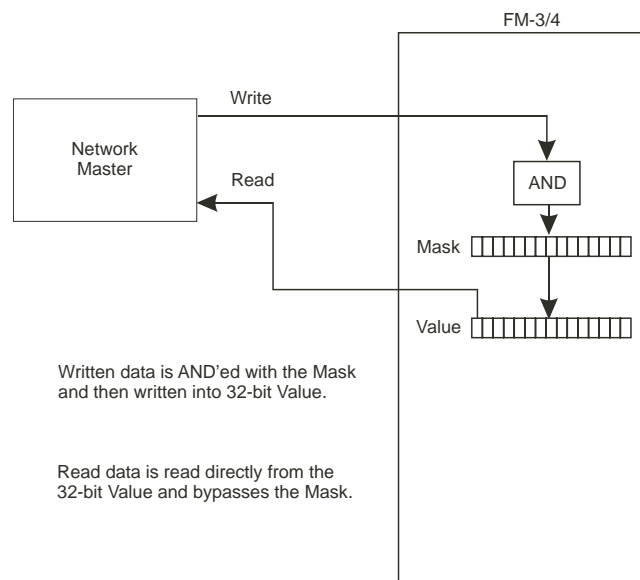 FM-3/4
Write
Network
Master
Read
AND
Mask
Value
Written data is AND'ed with the Mask
and then written into 32-bit Value.
Read data is read directly from the
32-bit Value and bypasses the Mask.